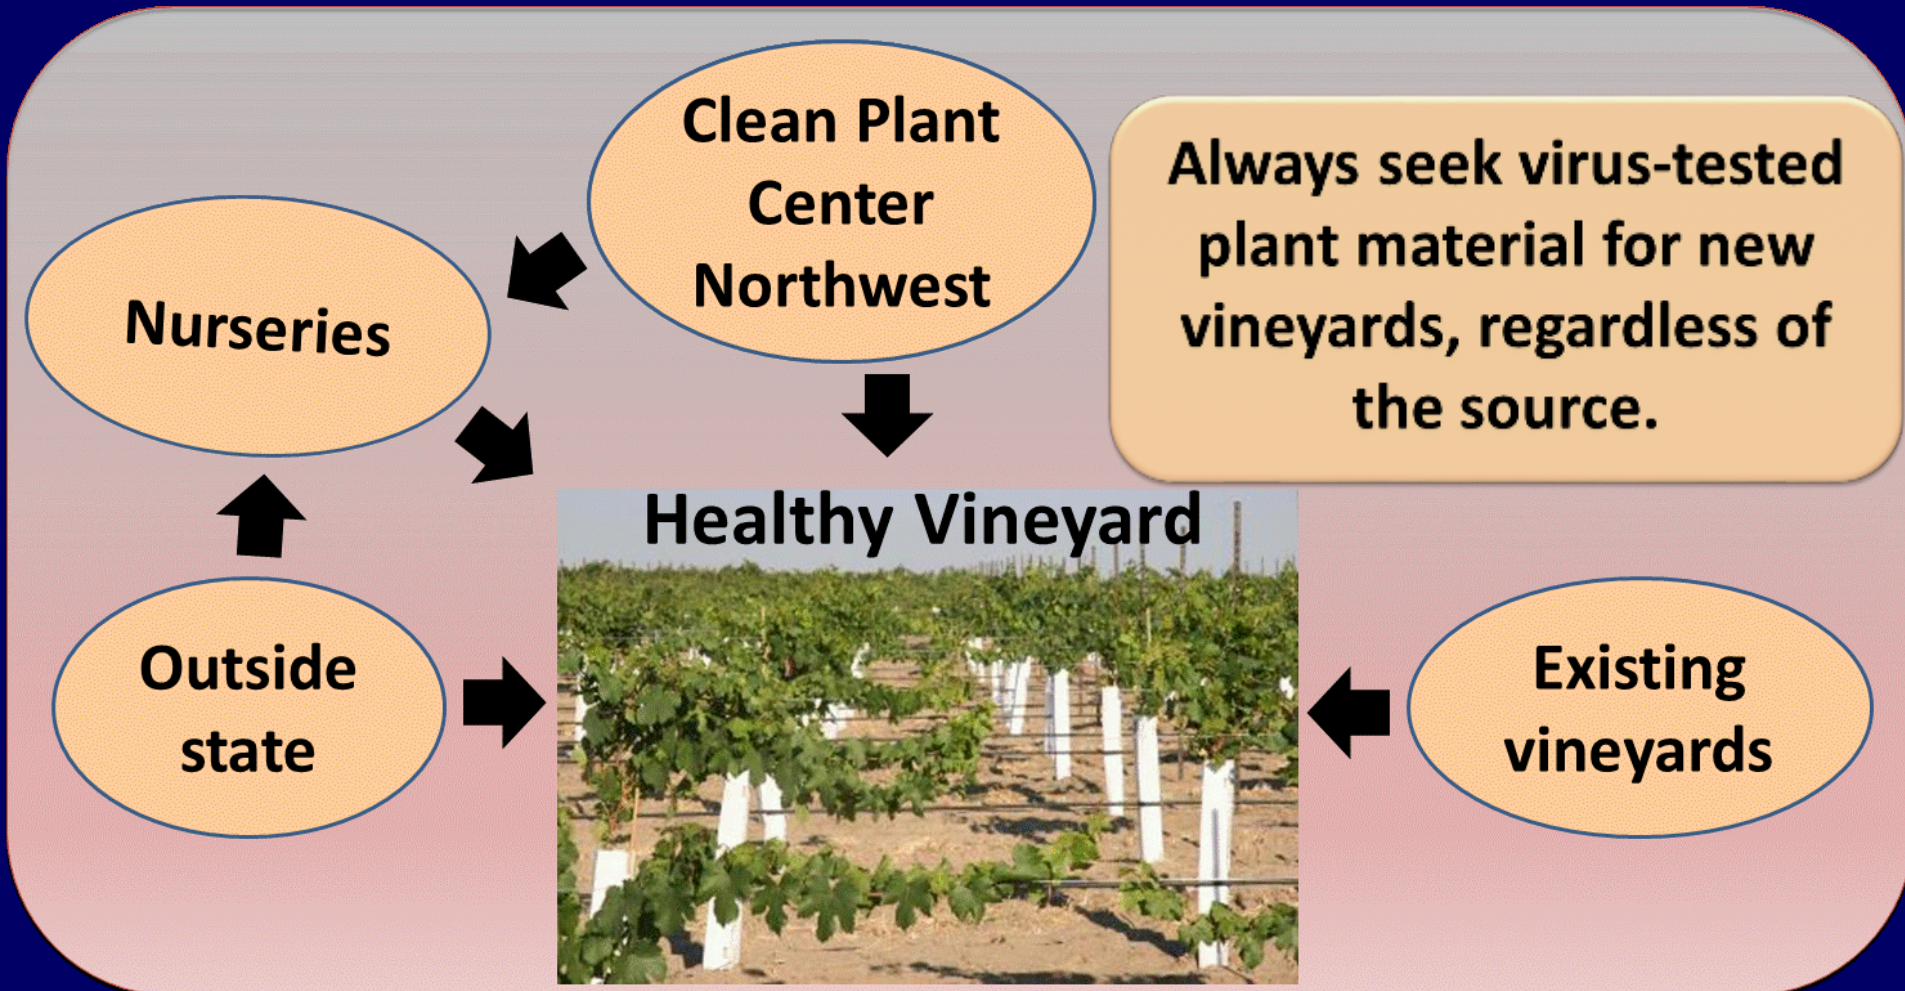 Clean Plant
Center
Northwest
Always seek virus-tested
plant material for new
vineyards, regardless of
the source.
Nurseries
Healthy Vineyard
Outside
state
Existing
vineyards